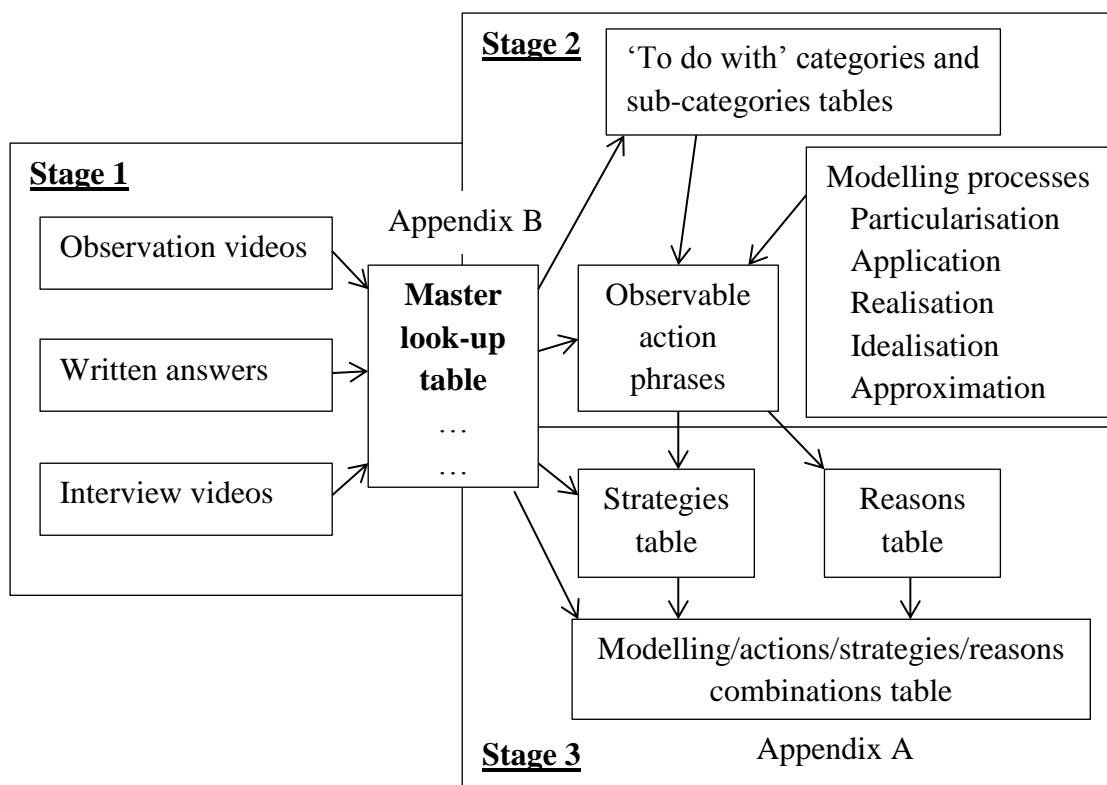 Stage 2
‘To do with’ categories and
sub-categories tables
Stage 1
Appendix B
Observation videos
Written answers
Interview videos
Master
look-up
table
…
…
Modelling processes
Particularisation
Application
Realisation
Idealisation
Approximation
Observable
action
phrases
Strategies
table
Reasons
table
Modelling/actions/strategies/reasons
combinations table
Stage 3
Appendix A